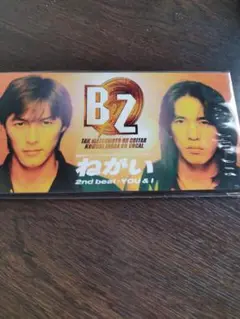 B'z
TAK MATSUMOTO ON GUITAR
KOSHI INABA ON VOCAL
ねがい
2nd beat・YOU & I